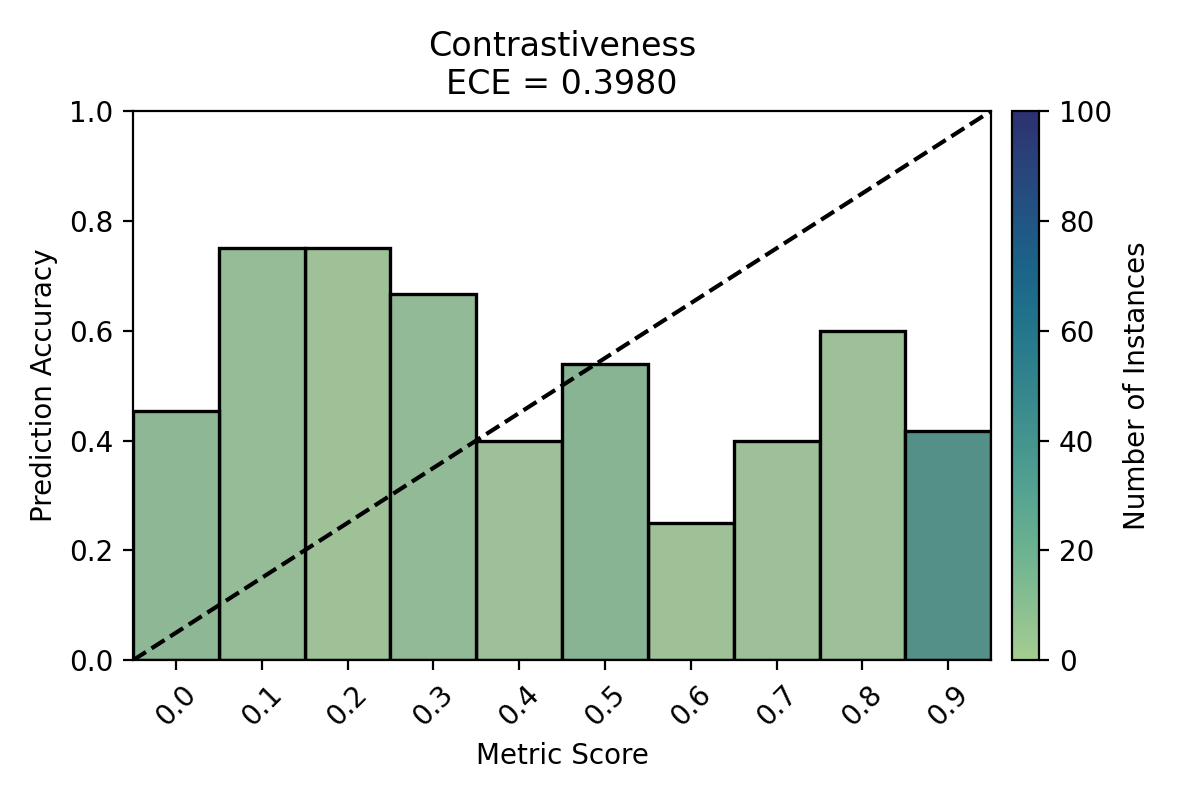 Contrastiveness
ECE = 0.3980
1.0
0.8
0.6
0.4
0.2
0.0
Prediction Accuracy
0.0 0.1 0.2 0.3 0.4 0.5 0.6 0.7 0.8 0.9
Metric Score
100
80
60
40
20
0
Number of Instances